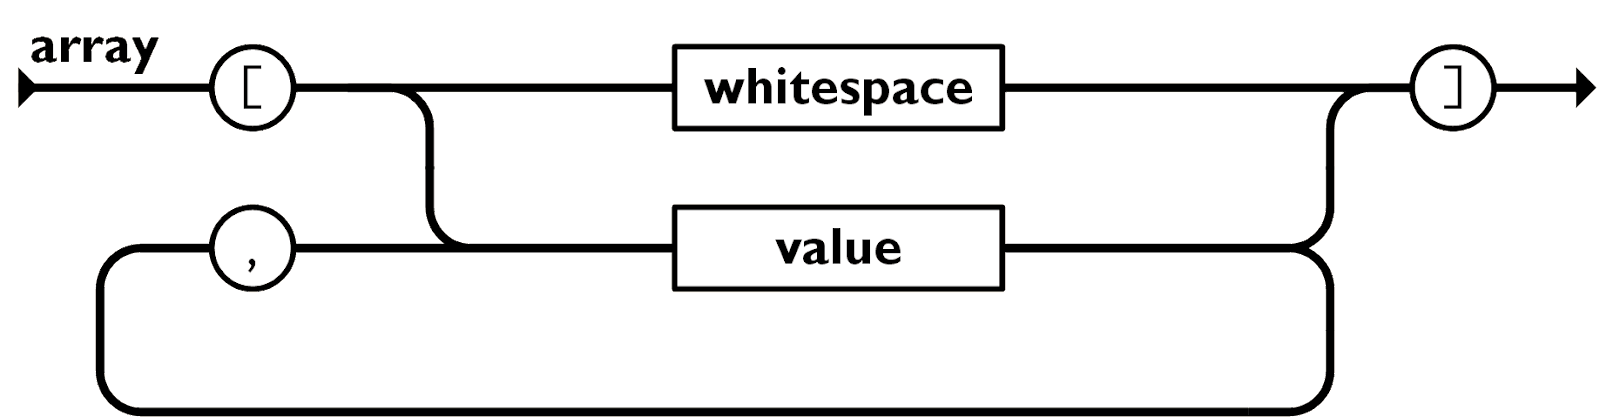 array
[ whitespace ]
, value